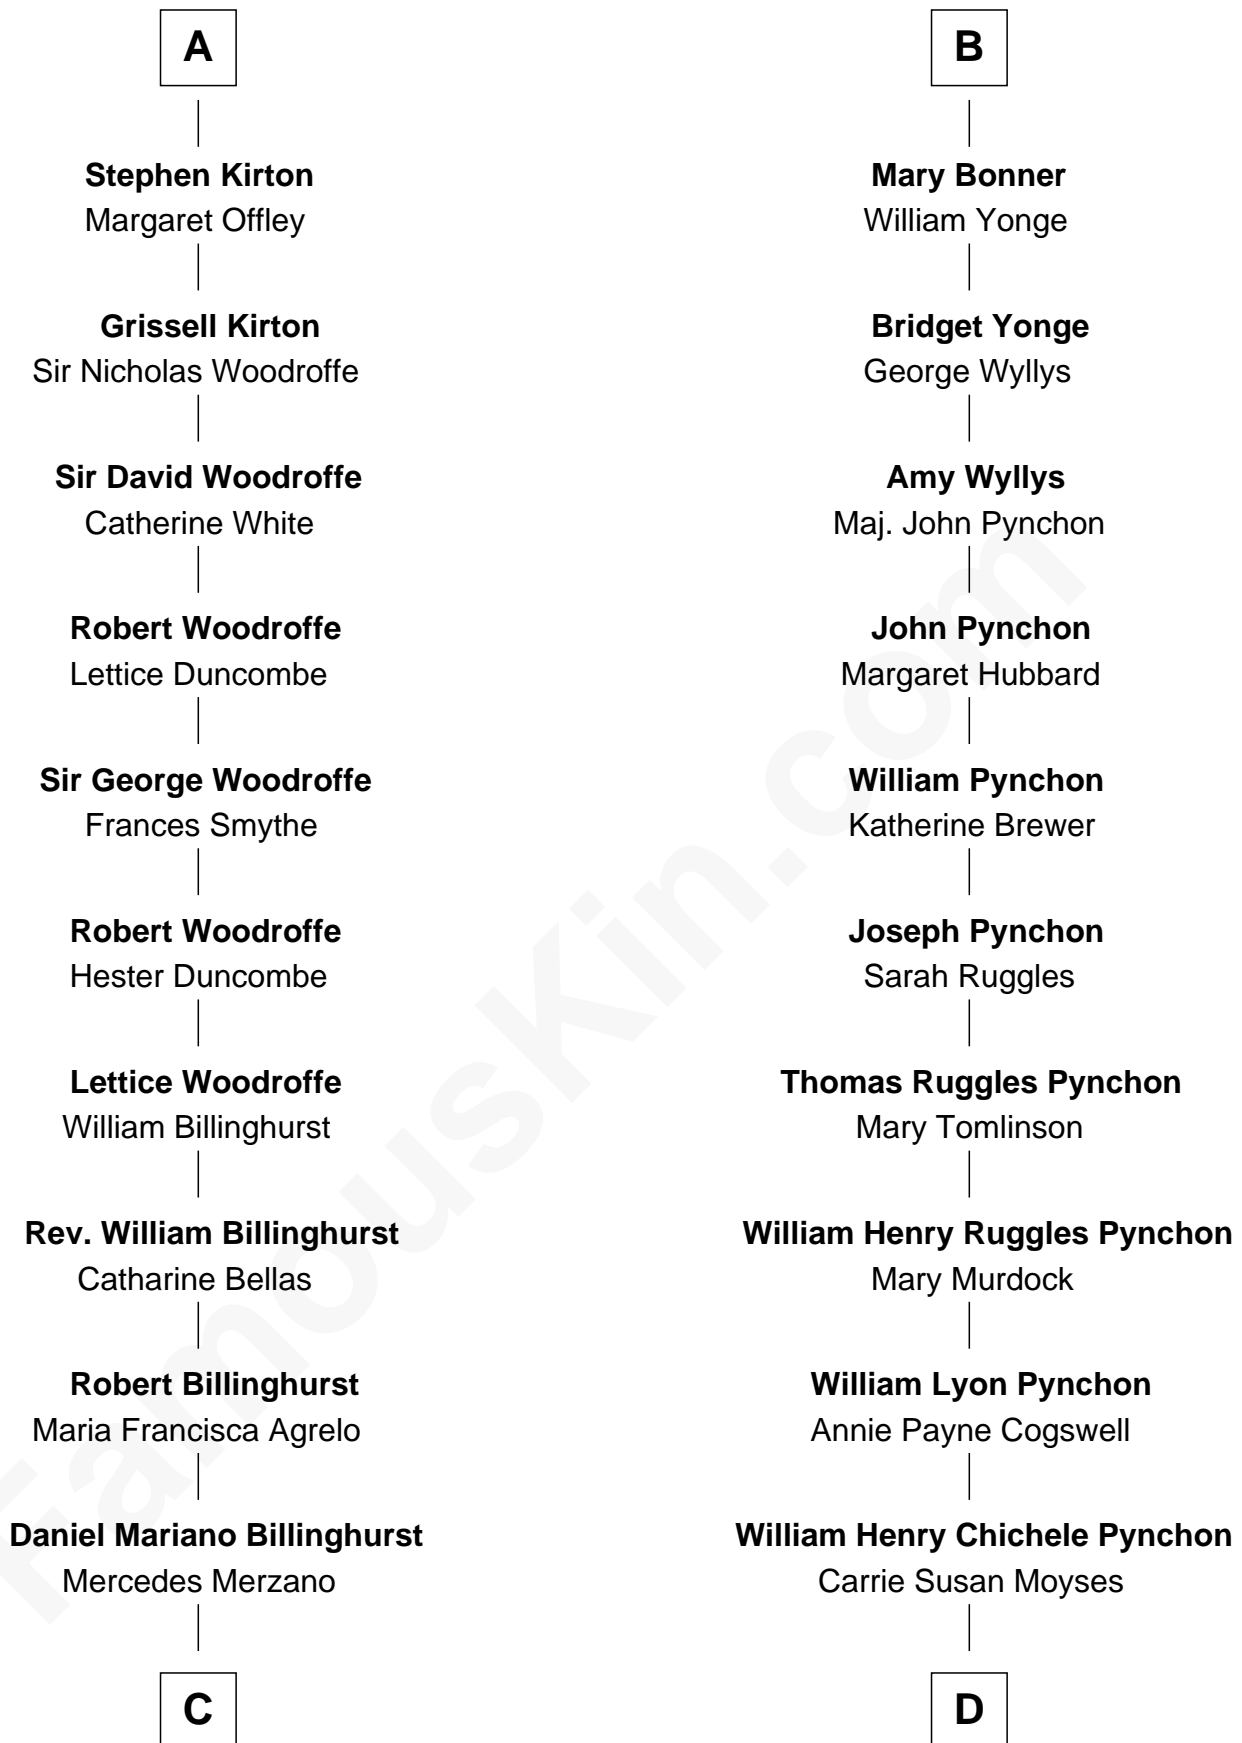 A
Stephen Kirton
Margaret Offley
Grissell Kirton
Sir Nicholas Woodroffe
Sir David Woodroffe
Catherine White
Robert Woodroffe
Lettice Duncombe
Sir George Woodroffe
Frances Smythe
Robert Woodroffe
Hester Duncombe
Lettice Woodroffe
William Billinghurst
Rev. William Billinghurst
Catharine Bellas
Robert Billinghurst
Maria Francisca Agrelo
Daniel Mariano Billinghurst
Mercedes Merzano
C
B
Mary Bonner
William Yonge
Bridget Yonge
George Wyllys
Amy Wyllys
Maj. John Pynchon
John Pynchon
Margaret Hubbard
William Pynchon
Katherine Brewer
Joseph Pynchon
Sarah Ruggles
Thomas Ruggles Pynchon
Mary Tomlinson
William Henry Ruggles Pynchon
Mary Murdock
William Lyon Pynchon
Annie Payne Cogswell
William Henry Chichele Pynchon
Carrie Susan Moyses
D
FamousKin.com